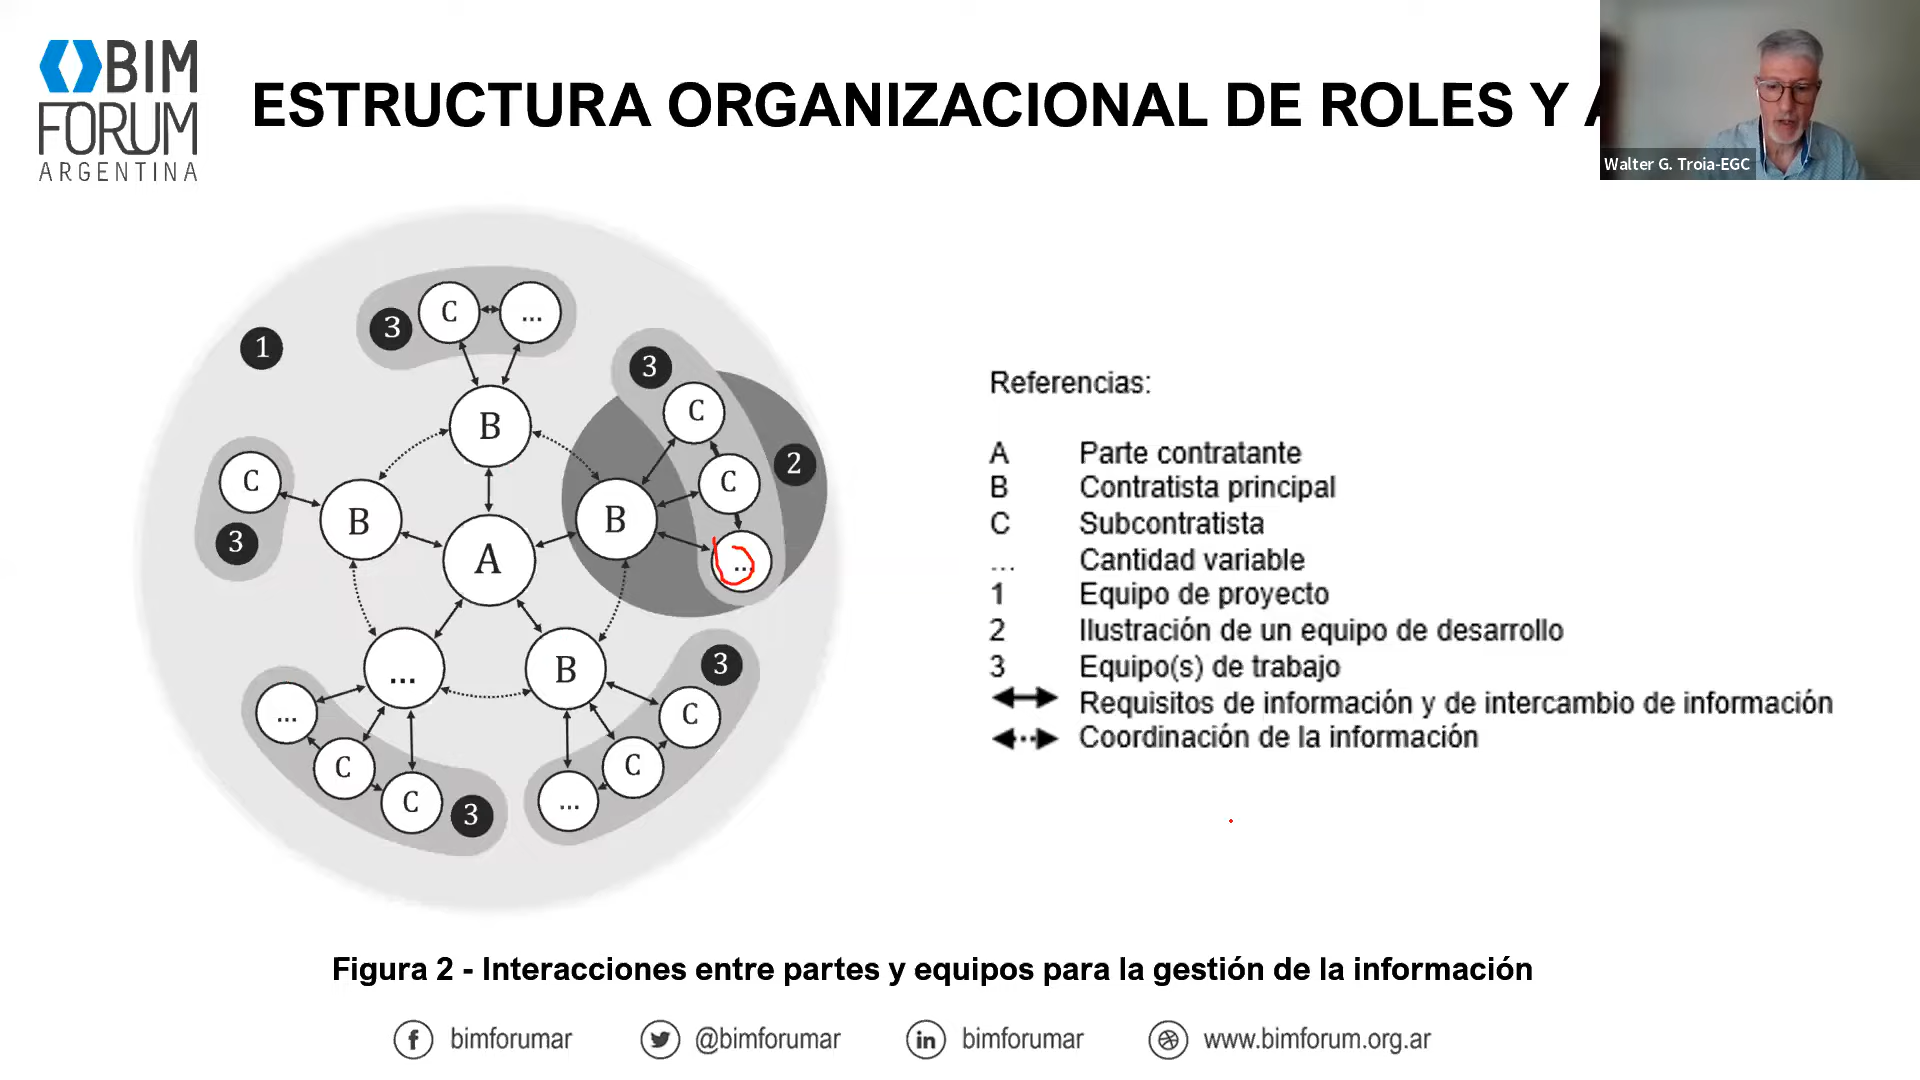 BIM
FORUM
ARGENTINA
ESTRUCTURA ORGANIZACIONAL DE ROLES Y
Walter G. Troia-EGC
1
3
C
...
3
C
2
C
...
B
C
3
B
B
A
...
B
3
...
C
C
3
C
C
...
Referencias:
A Parte contratante
B Contratista principal
C Subcontratista
... Cantidad variable
1 Equipo de proyecto
2 Ilustración de un equipo de desarrollo
3 Equipo(s) de trabajo
Requisitos de información y de intercambio de información
Coordinación de la información
Figura 2 - Interacciones entre partes y equipos para la gestión de la información
bimforumar
@bimforumar
bimforumar
www.bimforum.org.ar